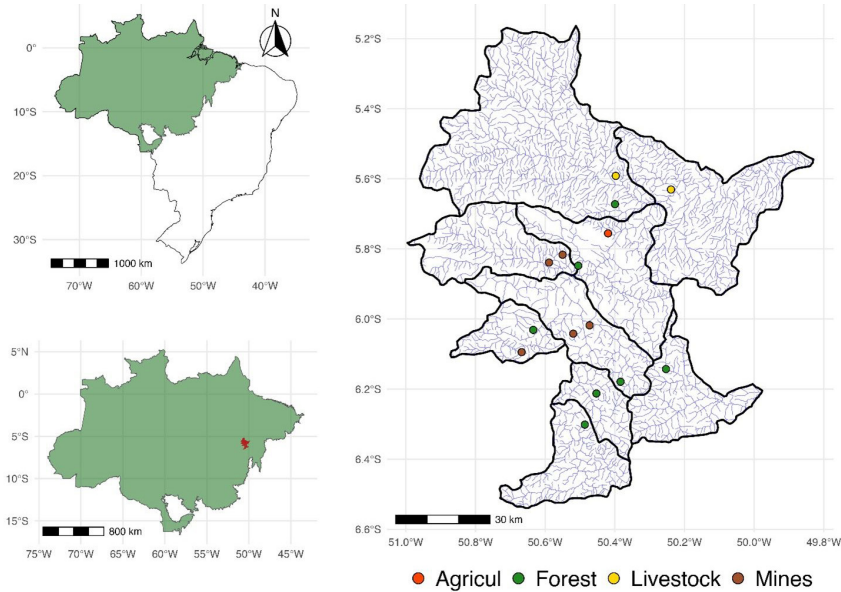 N
0°
10°S
20°S
30°S
1000 km
70°W 60°W 50°W 40°W
5°N
0°
5°S
10°S
15°S
800 km
75°W 70°W 65°W 60°W 55°W 50°W 45°W
5.2°S
5.4°S
5.6°S
5.8°S
6.0°S
6.2°S
6.4°S
6.6°S
30 km
51.0°W 50.8°W 50.6°W 50.4°W 50.2°W 50.0°W 49.8°W
Agricul Forest Livestock Mines